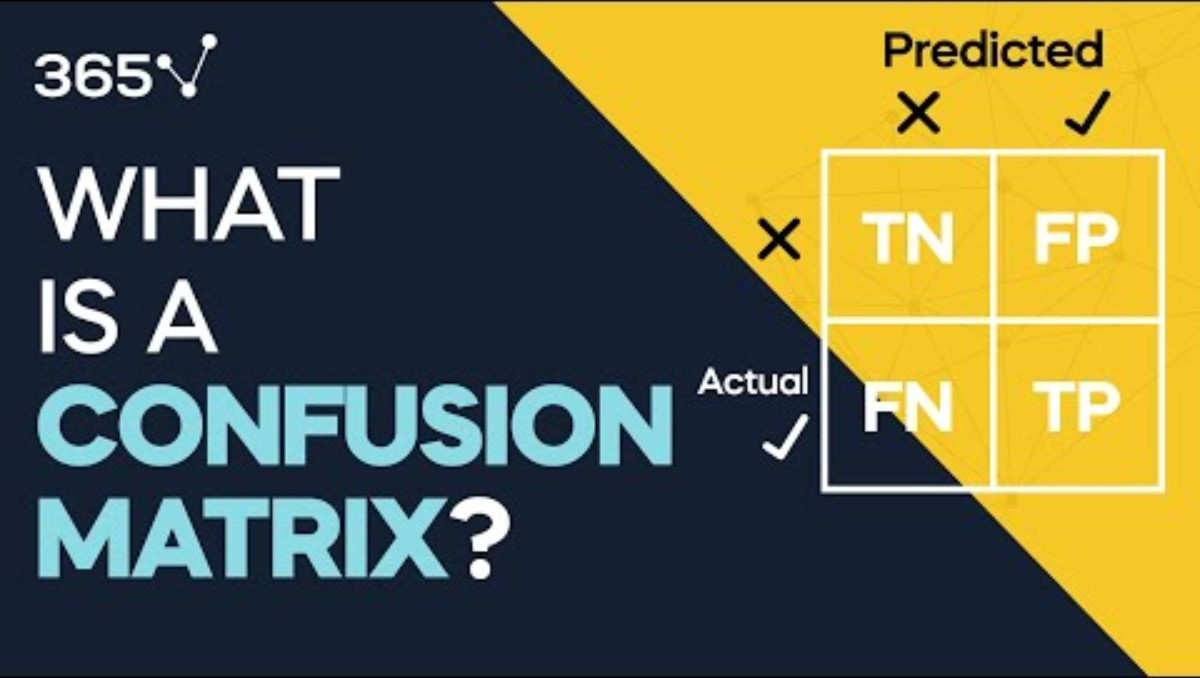 365
WHAT
IS A
CONFUSION
MATRIX?
Predicted
TN FP
Actual
FN TP